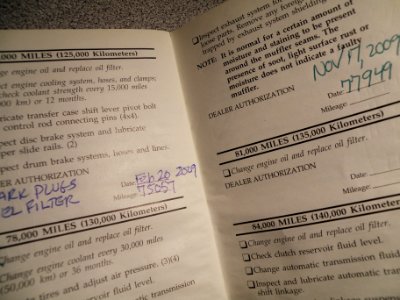 ,000 MILES (125,000 Kilometers)
Change engine oil and replace oil filter.
engine cooling system, hoses, and clamps;
check coolant strength every 15,000 miles
000 km) or 12 months.
transfer case shift lever pivot bolt
control rod connecting pins (4x4).
disc brake system and lubricate
slide rails. (2)
drum brake systems, hoses and lines.
DEALER AUTHORIZATION
Date: Feb 20 2009
Mileage: 75057
PLUGS
FILTER
78,000 MILES (130,000 Kilometers)
engine oil and replace oil filter.
coolant every 30,000 miles
(50,000 km) or 36 months.
tires and adjust air pressure. (3)(4)
fluid level.
transmission
Inspect exhaust system for
loose parts. Remove any foreign
trapped by exhaust system shielding
NOTE: It is normal for a certain amount of
moisture and staining to be present
around the muffler seams. The
presence of soot, light surface rust or
moisture does not indicate a faulty
muffler.
NOV 17, 2009
DEALER AUTHORIZATION
Date:
77949
Mileage:
81,000 MILES (135,000 Kilometers)
Change engine oil and replace oil filter.
DEALER AUTHORIZATION
Date:
Mileage:
84,000 MILES (140,000 Kilometers)
Change engine oil and replace oil filter.
Check clutch reservoir fluid level.
Change automatic transmission fluid
Inspect and lubricate automatic transmission
shift linkage.